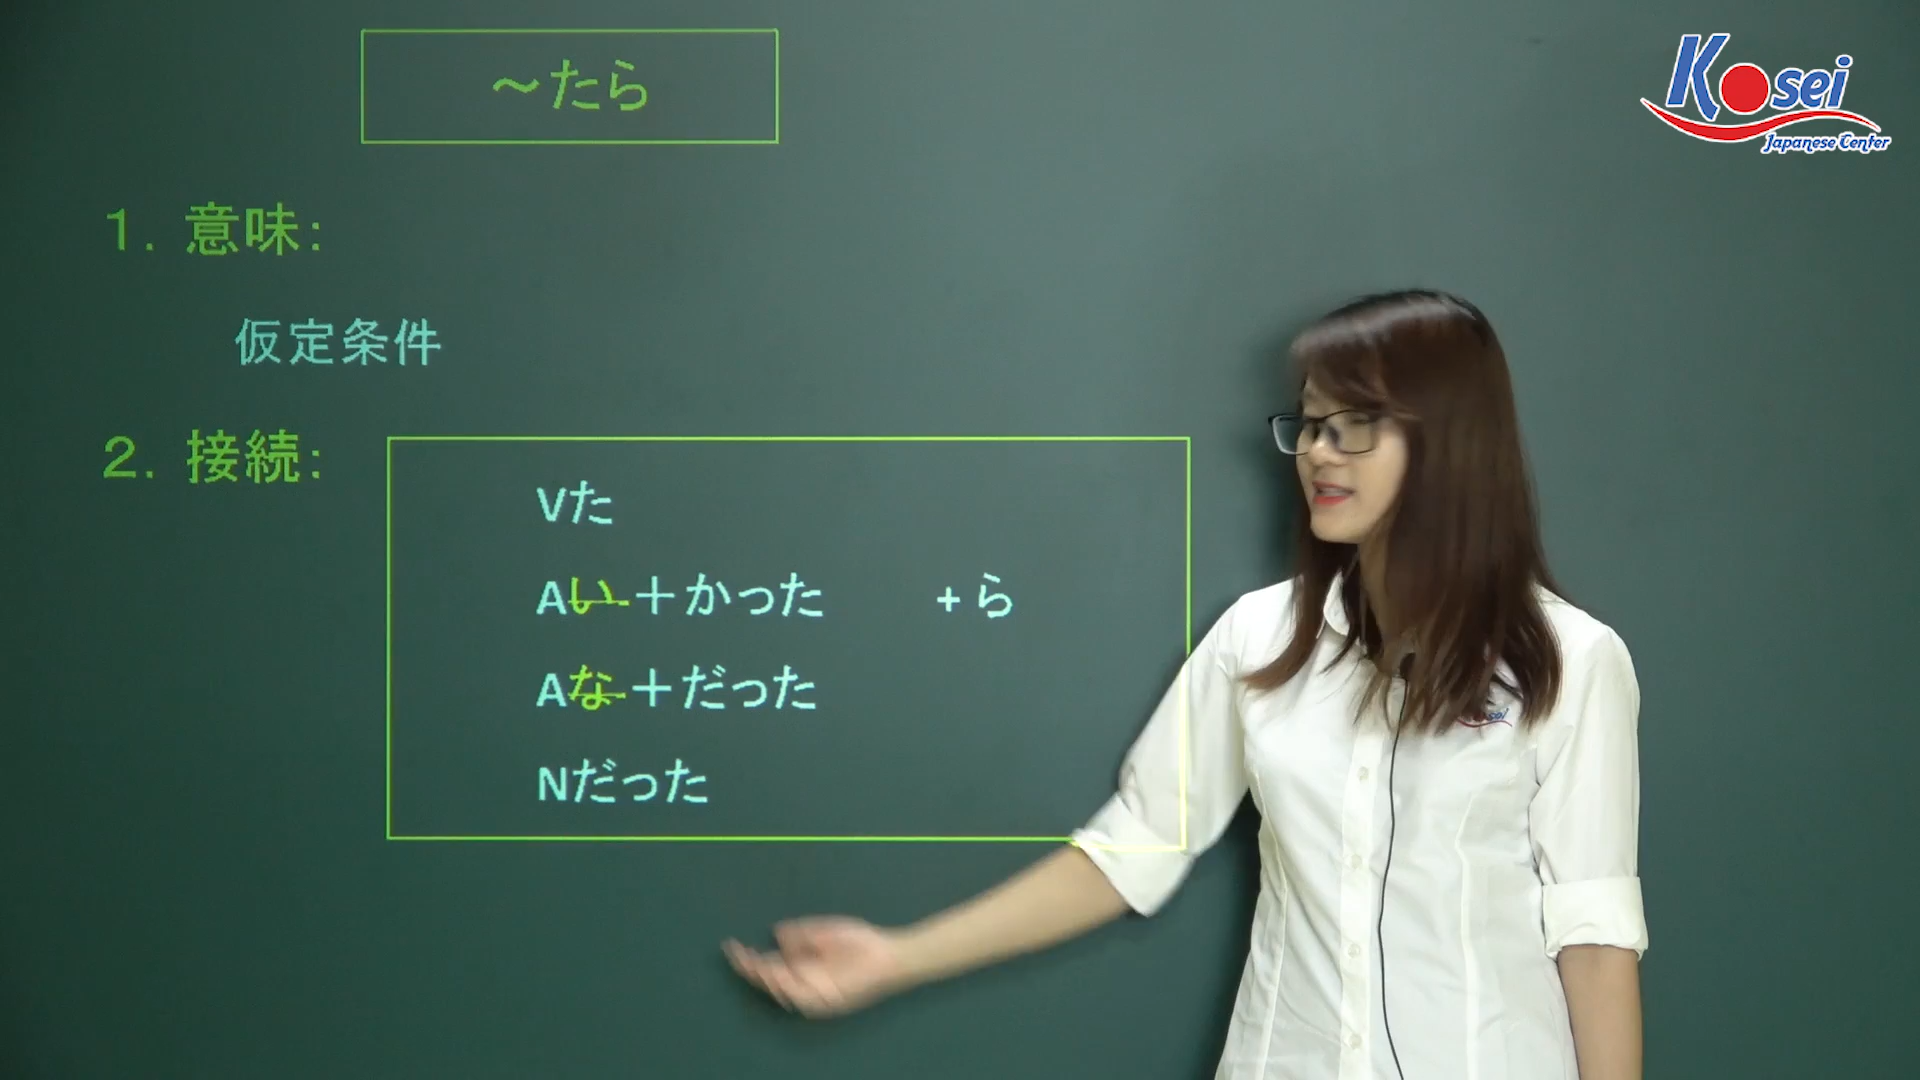 ～たら
Kosei
Japanese Center
1. 意味:
仮定条件
2. 接続:
Vた
Aい＋かった + ら
Aな＋だった
Nだった
Kosei